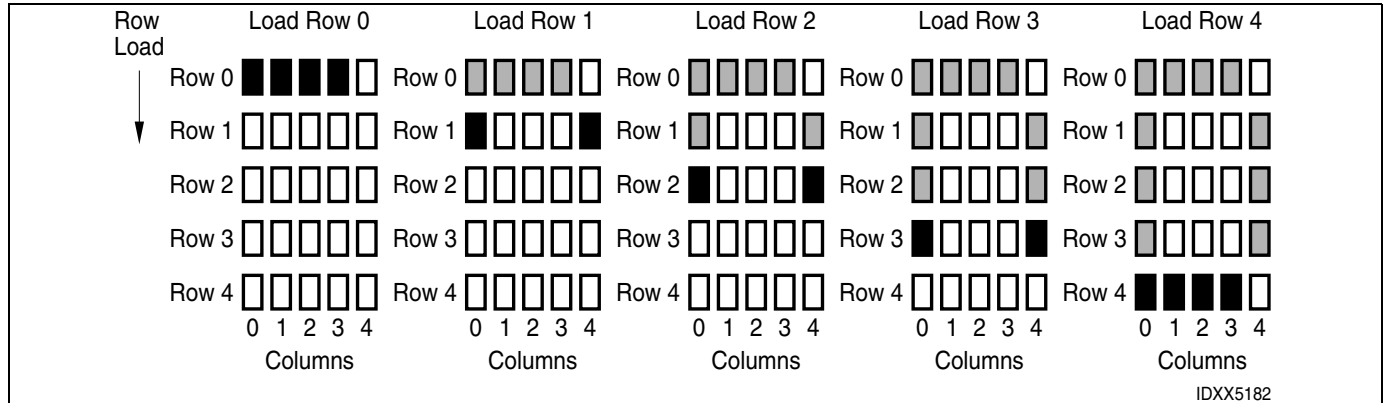 Row Load
Load Row 0
Row 0
Row 1
Row 2
Row 3
Row 4
0 1 2 3 4
Columns
Load Row 1
Row 0
Row 1
Row 2
Row 3
Row 4
0 1 2 3 4
Columns
Load Row 2
Row 0
Row 1
Row 2
Row 3
Row 4
0 1 2 3 4
Columns
Load Row 3
Row 0
Row 1
Row 2
Row 3
Row 4
0 1 2 3 4
Columns
Load Row 4
Row 0
Row 1
Row 2
Row 3
Row 4
0 1 2 3 4
Columns
IDXX5182